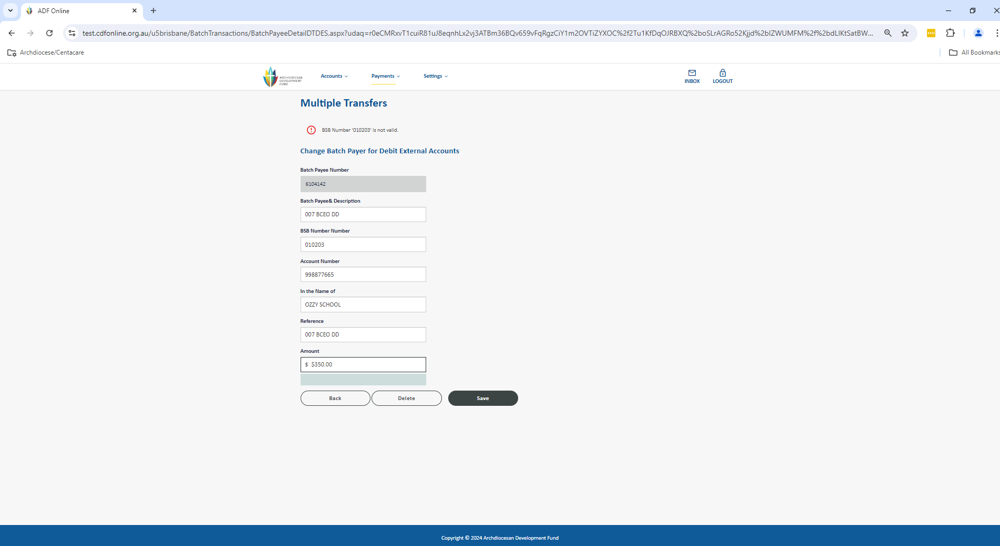 ADF Online
test.cdfonline.org.au/u5brisbane/BatchTransactions/BatchPayeeDetailDTDES.aspx?udaq=r0eCMRxvT1cuiR81uJ8eqnhLx2vj3ATBm36BQv659vFqRgzCiY1m2OVTiZYXOC%2f2Tu1KfDqOJRBXQ%2boSLrAGRo52Kjjd%2blZWUMFM%2f%2bdLlKtSatBW...
Archdiocese/Centacare
All Bookmarks
ARCHDIOCESAN
DEVELOPMENT
FUND
Accounts
Payments
Settings
INBOX
LOGOUT
Multiple Transfers
BSB Number '010203' is not valid.
Change Batch Payer for Debit External Accounts
Batch Payee Number
6104142
Batch Payee& Description
007 BCEO DD
BSB Number Number
010203
Account Number
998877665
In the Name of
OZZY SCHOOL
Reference
007 BCEO DD
Amount
$ $350.00
Back
Delete
Save
Copyright © 2024 Archdiocesan Development Fund